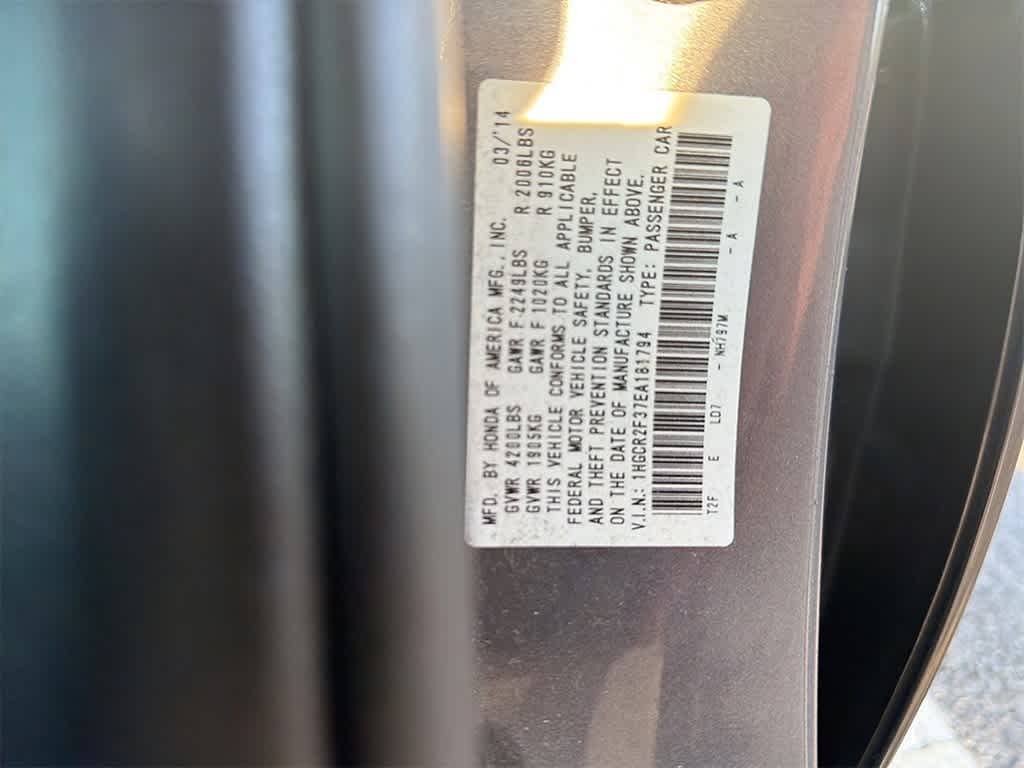 MFD. BY HONDA OF AMERICA MFG., INC. 03/'14
GVWR 4200LBS GAWR F 2249LBS R 2006LBS
GVWR 1905KG GAWR F 1020KG R 910KG
THIS VEHICLE CONFORMS TO ALL APPLICABLE
FEDERAL MOTOR VEHICLE SAFETY, BUMPER,
AND THEFT PREVENTION STANDARDS IN EFFECT
ON THE DATE OF MANUFACTURE SHOWN ABOVE.
V.I.N.: 1HGCR2F37EA181794 TYPE: PASSENGER CAR
T2F E LD7 - NH797M - A - A